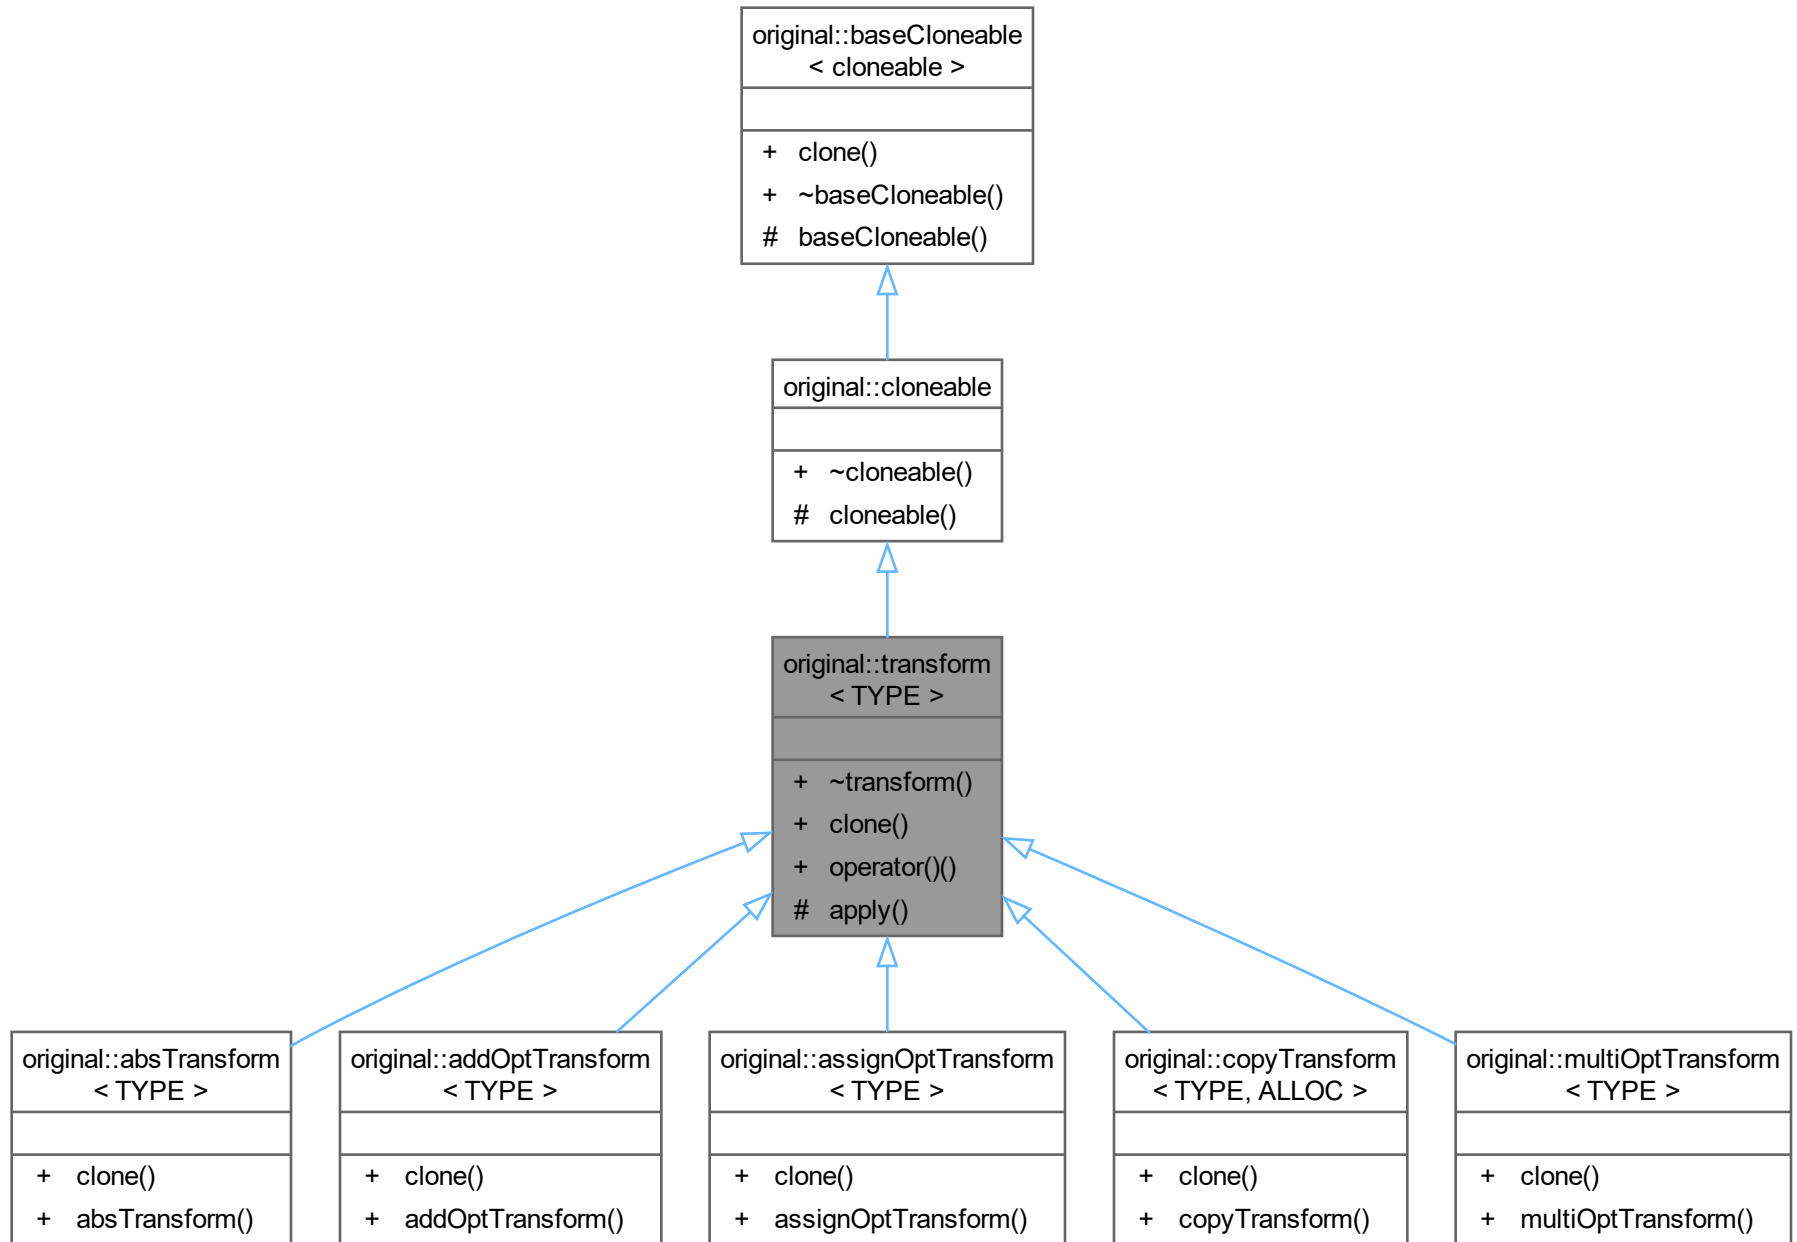 original::baseCloneable
< cloneable >
+ clone()
+ ~baseCloneable()
# baseCloneable()
original::cloneable
+ ~cloneable()
# cloneable()
original::transform
< TYPE >
+ ~transform()
+ clone()
+ operator()()
# apply()
original::absTransform
< TYPE >
+ clone()
+ absTransform()
original::addOptTransform
< TYPE >
+ clone()
+ addOptTransform()
original::assignOptTransform
< TYPE >
+ clone()
+ assignOptTransform()
original::copyTransform
< TYPE, ALLOC >
+ clone()
+ copyTransform()
original::multiOptTransform
< TYPE >
+ clone()
+ multiOptTransform()